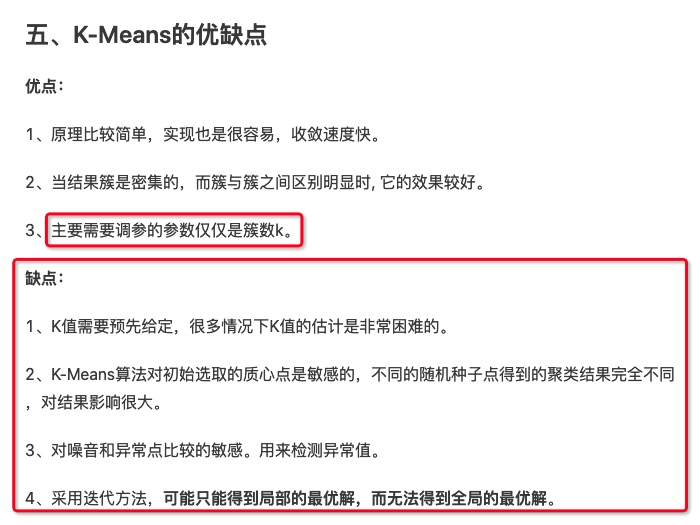 五、K-Means的优缺点
优点：
1、原理比较简单，实现也是很容易，收敛速度快。
2、当结果簇是密集的，而簇与簇之间区别明显时, 它的效果较好。
3、主要需要调参的参数仅仅是簇数k。
缺点：
1、K值需要预先给定，很多情况下K值的估计是非常困难的。
2、K-Means算法对初始选取的质心点是敏感的，不同的随机种子点得到的聚类结果完全不同
，对结果影响很大。
3、对噪音和异常点比较的敏感。用来检测异常值。
4、采用迭代方法，可能只能得到局部的最优解，而无法得到全局的最优解。